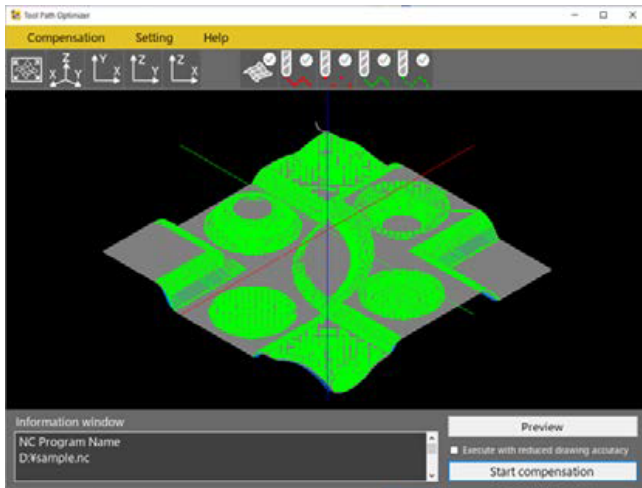 Tool Path Optimizer
Compensation Setting Help
Z X Y
Y X
Z Y
Z X
Information window
NC Program Name
D:¥sample.nc
Preview
Execute with reduced drawing accuracy
Start compensation